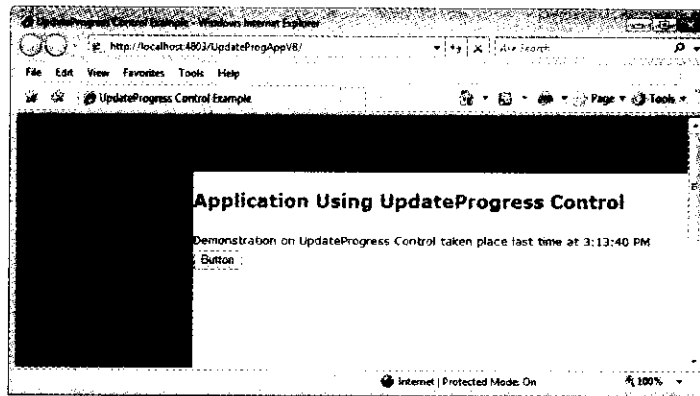 UpdateProgress Control Example - Windows Internet Explorer
http://localhost:4803/UpdateProgAppVB/
Live Search
File Edit View Favorites Tools Help
UpdateProgress Control Example
Page Tools
Application Using UpdateProgress Control
Demonstration on UpdateProgress Control taken place last time at 3:13:40 PM
Button
Internet | Protected Mode: On
100%